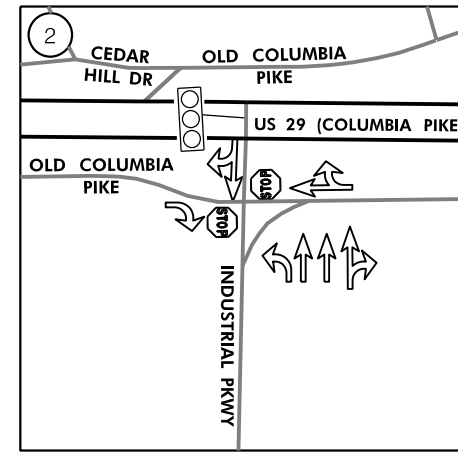 2
CEDAR
HILL DR
OLD COLUMBIA
PIKE
US 29 (COLUMBIA PIKE
OLD COLUMBIA
PIKE
STOP
STOP
INDUSTRIAL PKWY